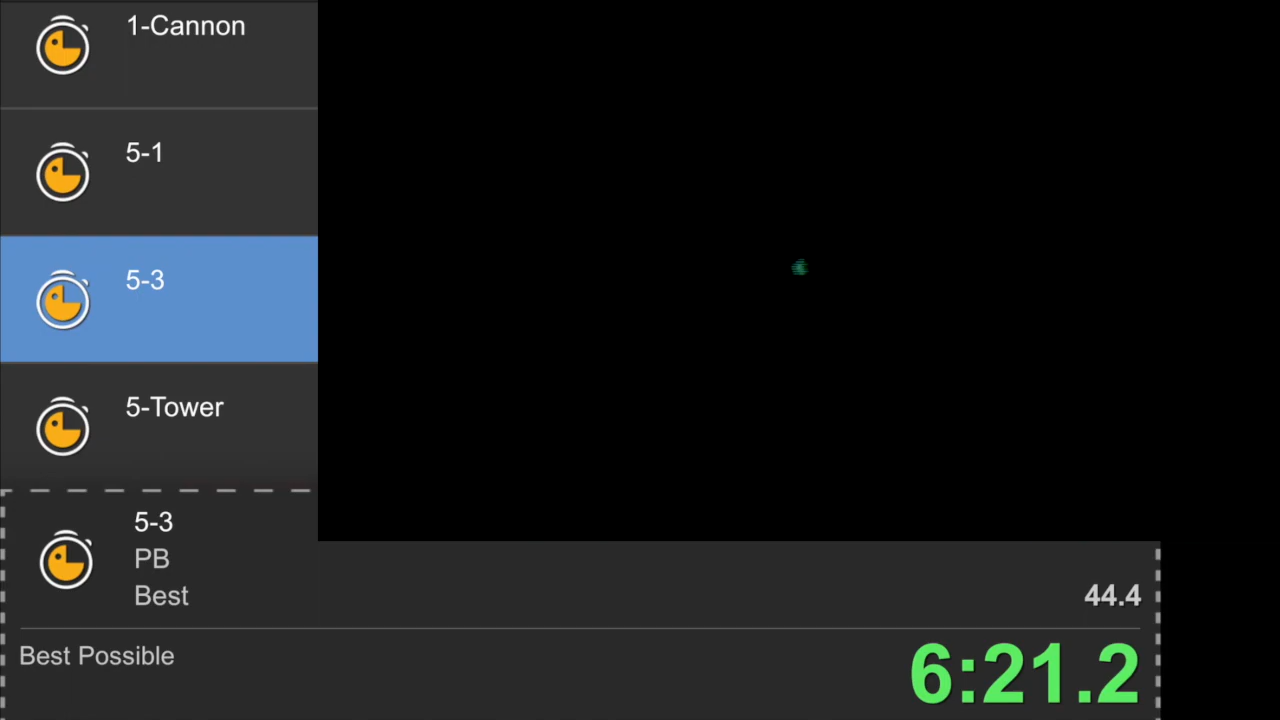 1-Cannon
5-1
5-3
5-Tower
5-3
PB
Best 44.4
Best Possible 6:21.2